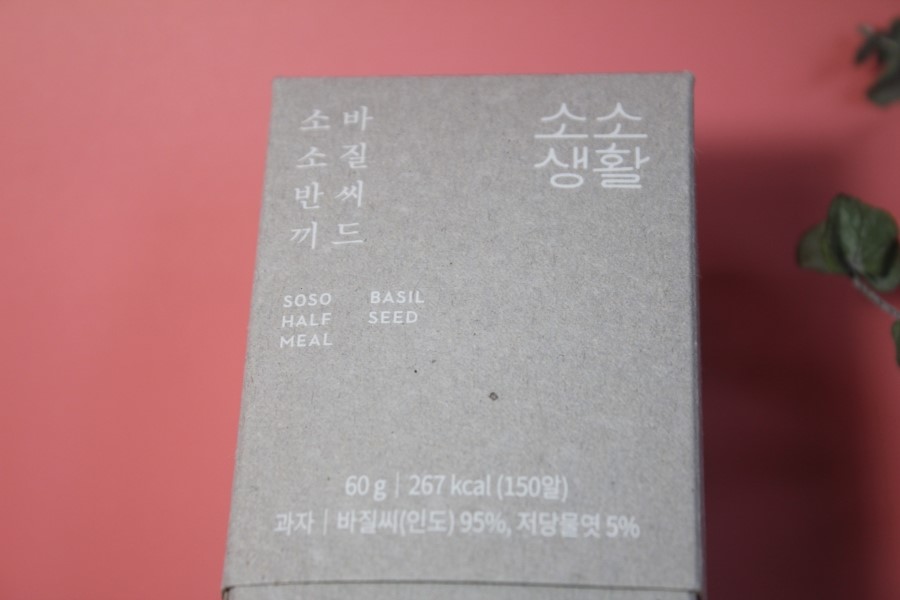 소소반끼
바질씨드
소소
생활
SOSO
HALF
MEAL
BASIL
SEED
60 g | 267 kcal (150알)
과자 | 바질씨(인도) 95%, 저당물엿 5%